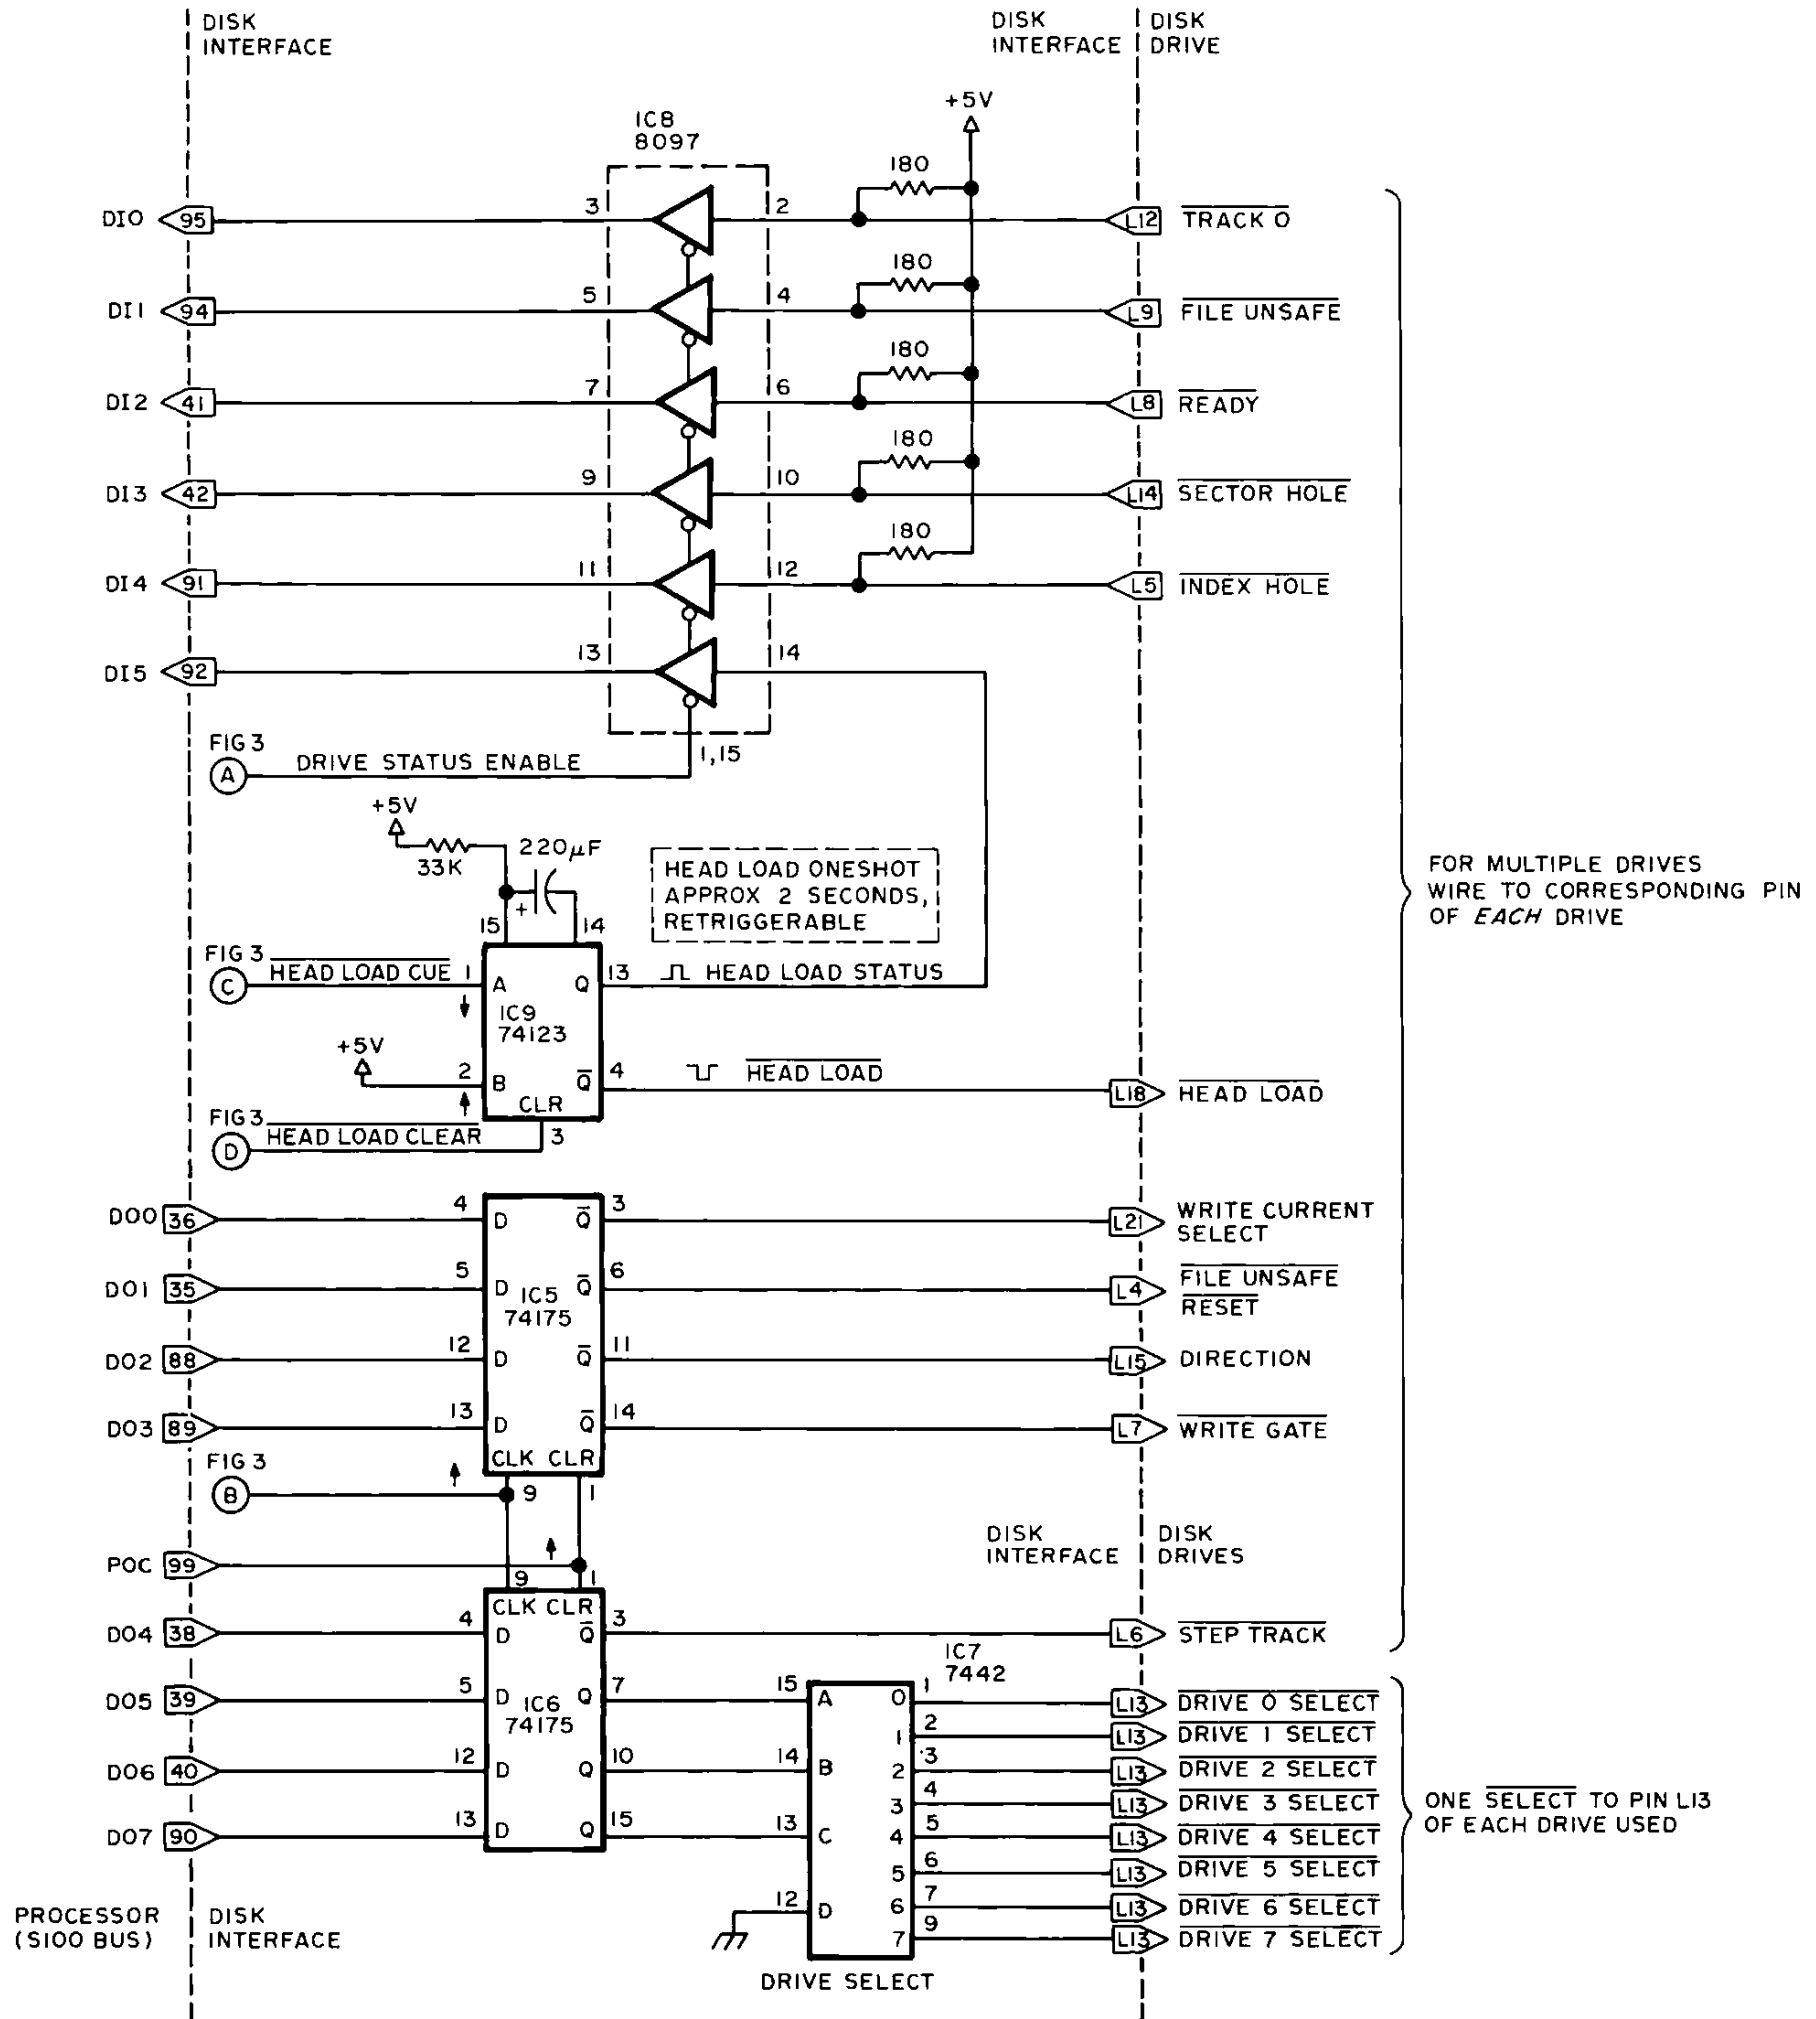 DISK
INTERFACE
DISK
INTERFACE
DISK
DRIVE
+5V
IC8
8097
180
DI0 95 3 2 L12 TRACK 0
180
DI1 94 5 4 L9 FILE UNSAFE
180
DI2 41 7 6 L8 READY
180
DI3 42 9 10 L14 SECTOR HOLE
180
DI4 91 11 12 L5 INDEX HOLE
DI5 92 13 14
FIG 3
A DRIVE STATUS ENABLE 1,15
+5V
33K
220µF
+
15 14
HEAD LOAD ONESHOT
APPROX 2 SECONDS,
RETRIGGERABLE
FOR MULTIPLE DRIVES
WIRE TO CORRESPONDING PIN
OF EACH DRIVE
FIG 3
C HEAD LOAD CUE 1 A Q 13 HEAD LOAD STATUS
IC9
74123
+5V
2 B Q̅ 4 HEAD LOAD L18 HEAD LOAD
CLR
FIG 3
D HEAD LOAD CLEAR 3
DO0 36 4 D Q̅ 3 L21 WRITE CURRENT
SELECT
DO1 35 5 D Q̅ 6 L4 FILE UNSAFE
RESET
IC5
74175
DO2 88 12 D Q̅ 11 L15 DIRECTION
DO3 89 13 D Q̅ 14 L7 WRITE GATE
CLK CLR
FIG 3
B 9 1
DISK
INTERFACE
DISK
DRIVES
POC 99
9 1
CLK CLR
DO4 38 4 D Q̅ 3 L6 STEP TRACK
IC7
7442
DO5 39 5 D Q 7 15 A 0 1 L13 DRIVE 0 SELECT
IC6
74175
1 2 L13 DRIVE 1 SELECT
DO6 40 12 D Q 10 14 B 2 3 L13 DRIVE 2 SELECT
3 4 L13 DRIVE 3 SELECT
DO7 90 13 D Q 15 13 C 4 5 L13 DRIVE 4 SELECT
5 6 L13 DRIVE 5 SELECT
12 D 6 7 L13 DRIVE 6 SELECT
7 9 L13 DRIVE 7 SELECT
ONE SELECT TO PIN L13
OF EACH DRIVE USED
PROCESSOR
(S100 BUS)
DISK
INTERFACE
DRIVE SELECT